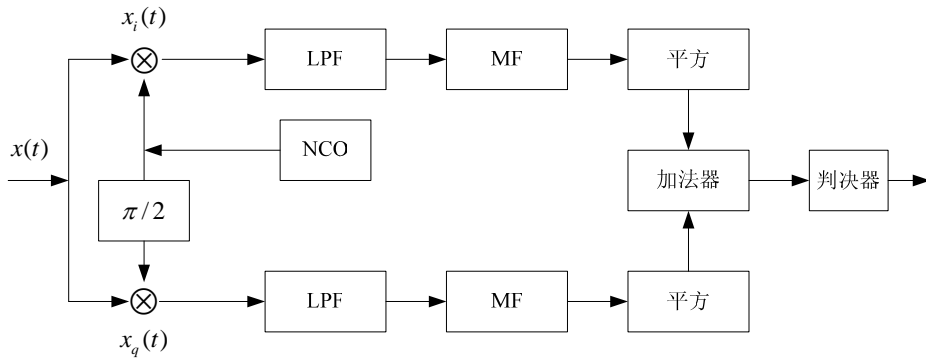 x_i(t)
LPF
MF
平方
x(t)
NCO
π/2
加法器
判决器
LPF
MF
平方
x_q(t)